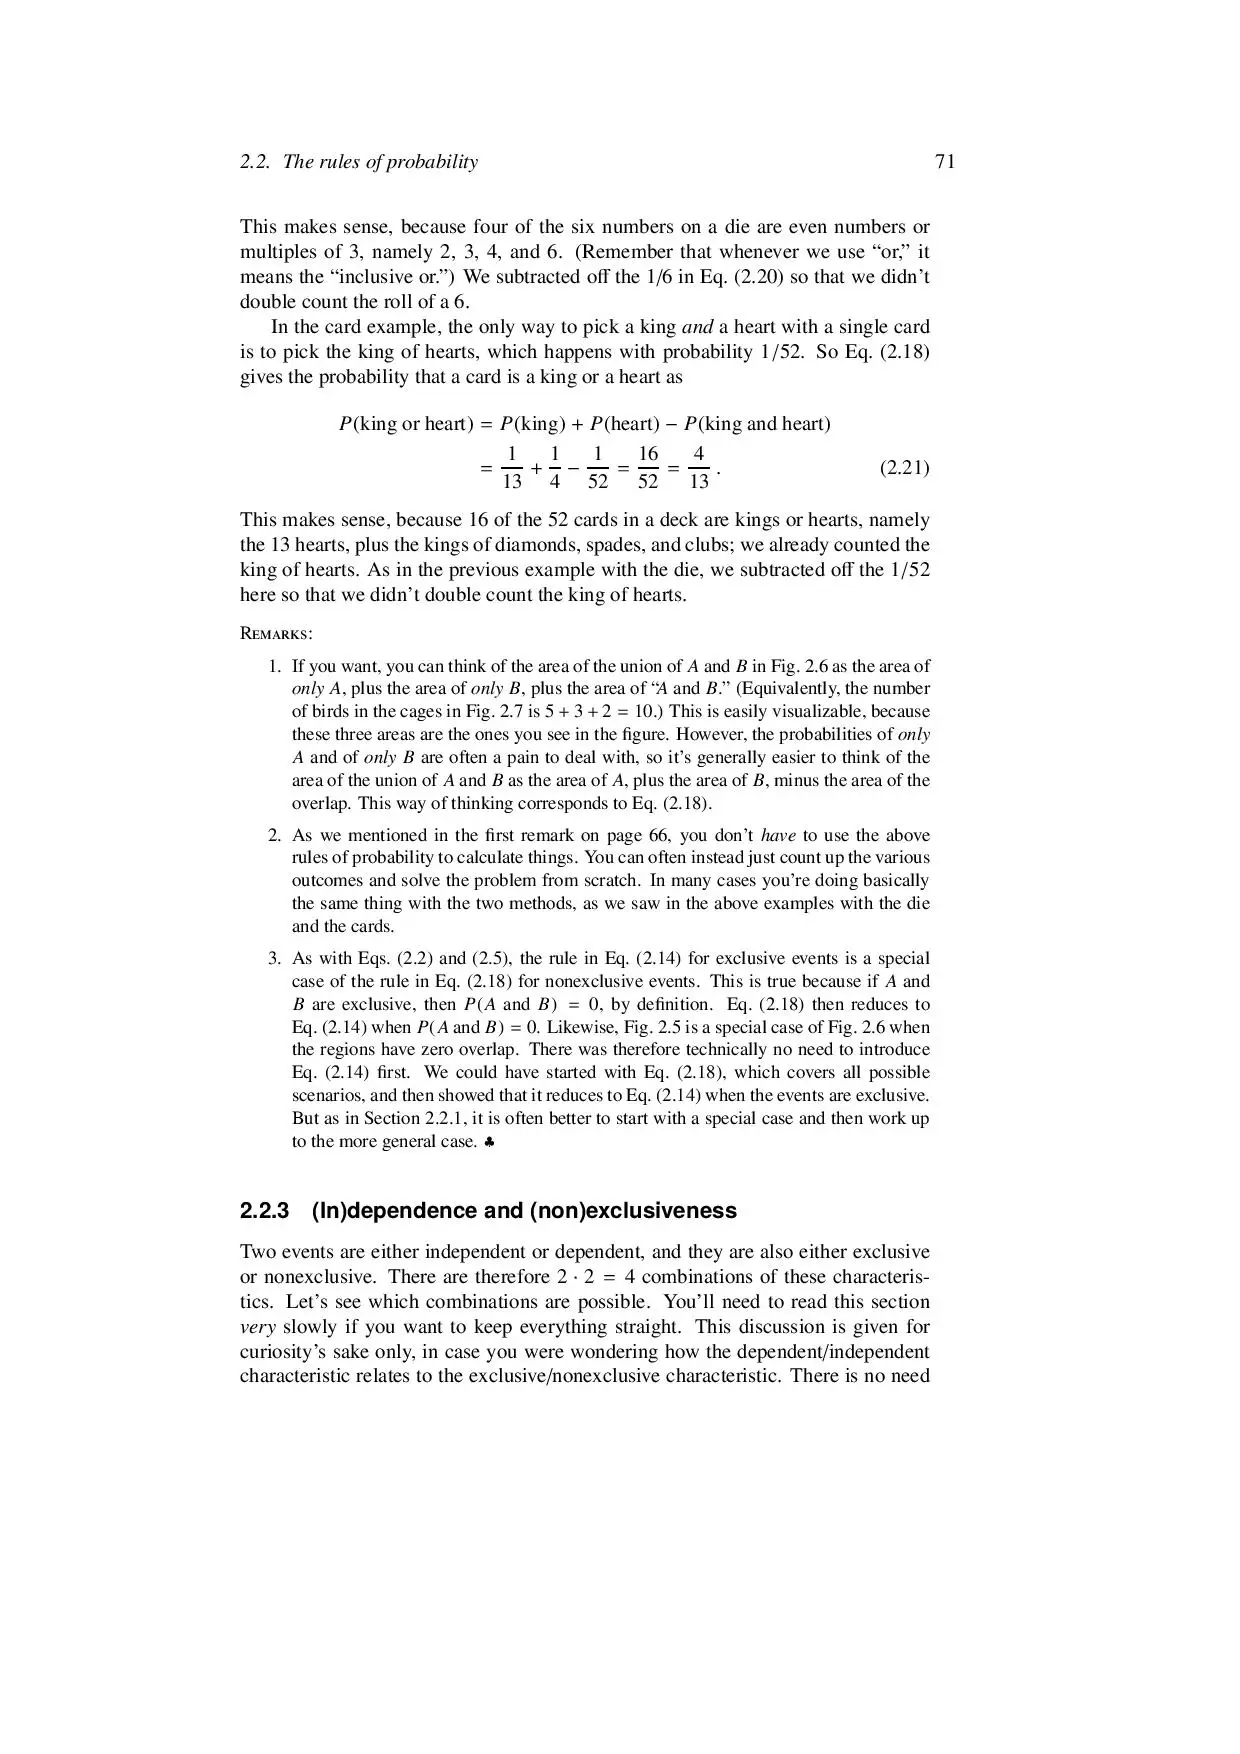 2.2. The rules of probability 71
This makes sense, because four of the six numbers on a die are even numbers or
multiples of 3, namely 2, 3, 4, and 6. (Remember that whenever we use “or,” it
means the “inclusive or.”) We subtracted off the 1/6 in Eq. (2.20) so that we didn’t
double count the roll of a 6.
In the card example, the only way to pick a king and a heart with a single card
is to pick the king of hearts, which happens with probability 1/52. So Eq. (2.18)
gives the probability that a card is a king or a heart as
P(king or heart) = P(king) + P(heart) − P(king and heart)
= 1/13 + 1/4 − 1/52 = 16/52 = 4/13 . (2.21)
This makes sense, because 16 of the 52 cards in a deck are kings or hearts, namely
the 13 hearts, plus the kings of diamonds, spades, and clubs; we already counted the
king of hearts. As in the previous example with the die, we subtracted off the 1/52
here so that we didn’t double count the king of hearts.
Remarks:
1. If you want, you can think of the area of the union of A and B in Fig. 2.6 as the area of
only A, plus the area of only B, plus the area of “A and B.” (Equivalently, the number
of birds in the cages in Fig. 2.7 is 5 + 3 + 2 = 10.) This is easily visualizable, because
these three areas are the ones you see in the figure. However, the probabilities of only
A and of only B are often a pain to deal with, so it’s generally easier to think of the
area of the union of A and B as the area of A, plus the area of B, minus the area of the
overlap. This way of thinking corresponds to Eq. (2.18).
2. As we mentioned in the first remark on page 66, you don’t have to use the above
rules of probability to calculate things. You can often instead just count up the various
outcomes and solve the problem from scratch. In many cases you’re doing basically
the same thing with the two methods, as we saw in the above examples with the die
and the cards.
3. As with Eqs. (2.2) and (2.5), the rule in Eq. (2.14) for exclusive events is a special
case of the rule in Eq. (2.18) for nonexclusive events. This is true because if A and
B are exclusive, then P(A and B) = 0, by definition. Eq. (2.18) then reduces to
Eq. (2.14) when P(A and B) = 0. Likewise, Fig. 2.5 is a special case of Fig. 2.6 when
the regions have zero overlap. There was therefore technically no need to introduce
Eq. (2.14) first. We could have started with Eq. (2.18), which covers all possible
scenarios, and then showed that it reduces to Eq. (2.14) when the events are exclusive.
But as in Section 2.2.1, it is often better to start with a special case and then work up
to the more general case. ♣
2.2.3 (In)dependence and (non)exclusiveness
Two events are either independent or dependent, and they are also either exclusive
or nonexclusive. There are therefore 2 · 2 = 4 combinations of these characteris-
tics. Let’s see which combinations are possible. You’ll need to read this section
very slowly if you want to keep everything straight. This discussion is given for
curiosity’s sake only, in case you were wondering how the dependent/independent
characteristic relates to the exclusive/nonexclusive characteristic. There is no need